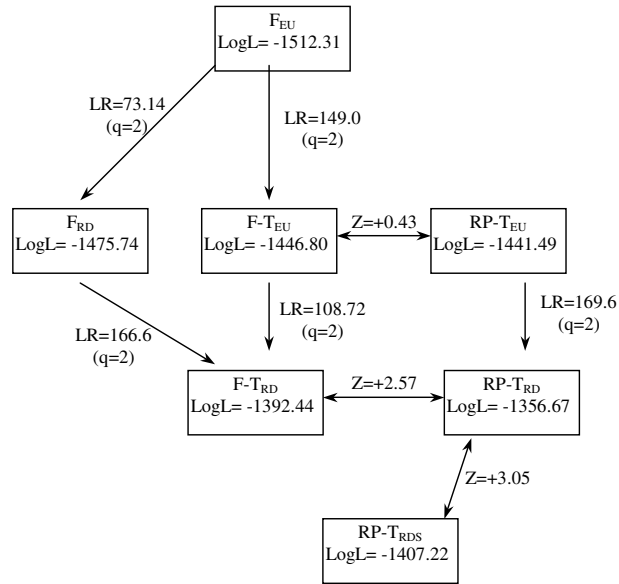 F_EU
LogL= -1512.31
LR=73.14
(q=2)
LR=149.0
(q=2)
F_RD
LogL= -1475.74
F-T_EU
LogL= -1446.80
Z=+0.43
RP-T_EU
LogL= -1441.49
LR=166.6
(q=2)
LR=108.72
(q=2)
LR=169.6
(q=2)
F-T_RD
LogL= -1392.44
Z=+2.57
RP-T_RD
LogL= -1356.67
Z=+3.05
RP-T_RDS
LogL= -1407.22